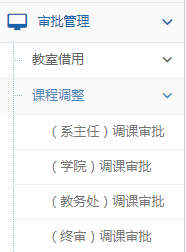 审批管理
教室借用
课程调整
（系主任）调课审批
（学院）调课审批
（教务处）调课审批
（终审）调课审批